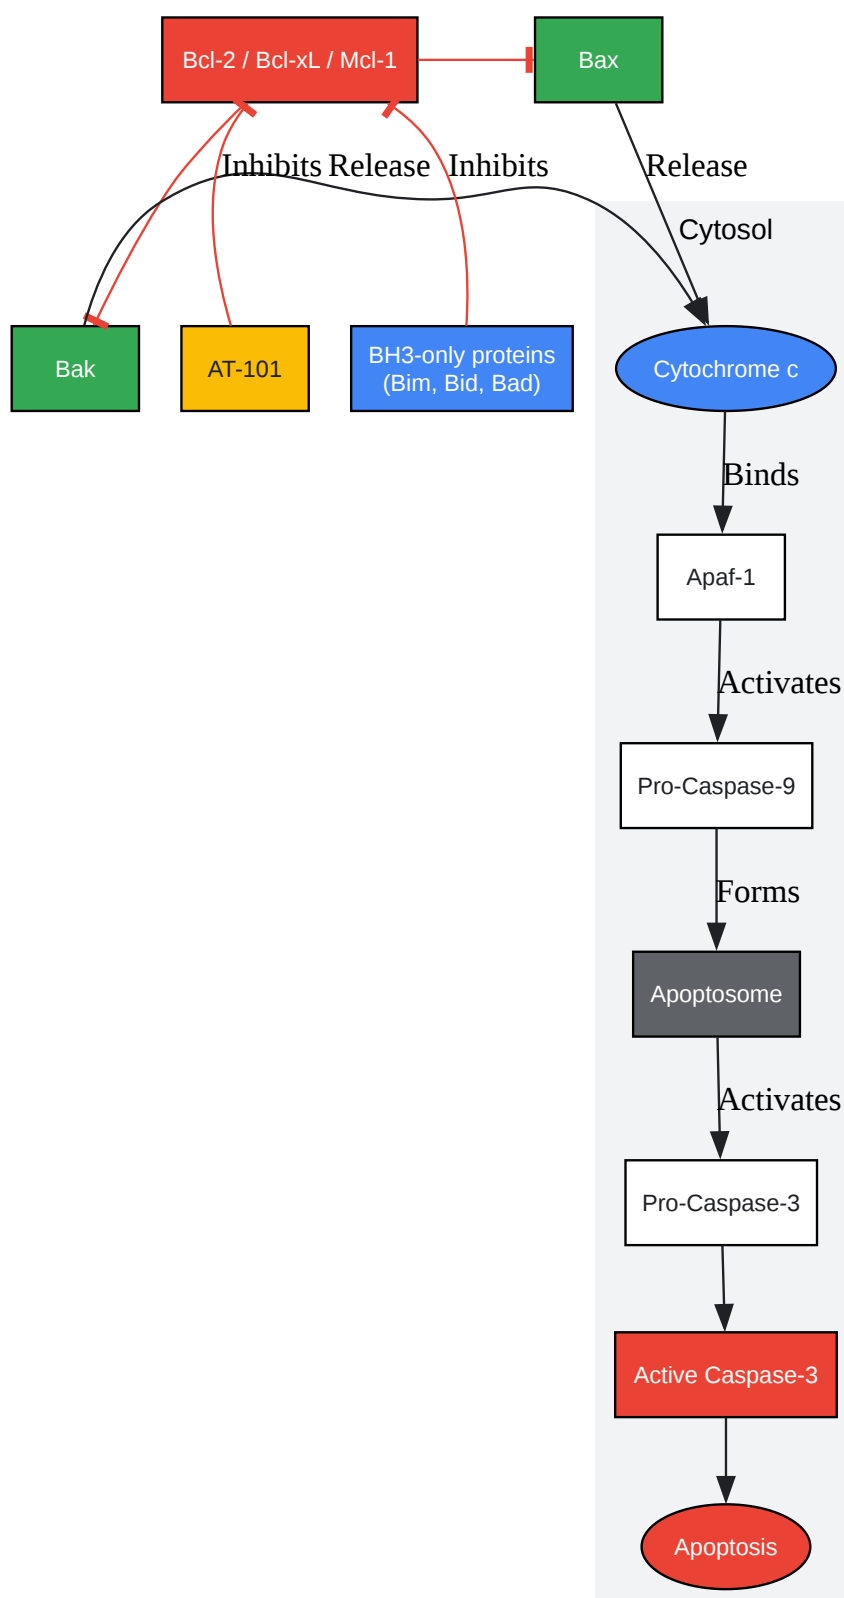 Bcl-2 / Bcl-xL / Mcl-1
Bax
Inhibits
Release
Inhibits
Release
Cytosol
Bak
AT-101
BH3-only proteins
(Bim, Bid, Bad)
Cytochrome c
Binds
Apaf-1
Activates
Pro-Caspase-9
Forms
Apoptosome
Activates
Pro-Caspase-3
Active Caspase-3
Apoptosis